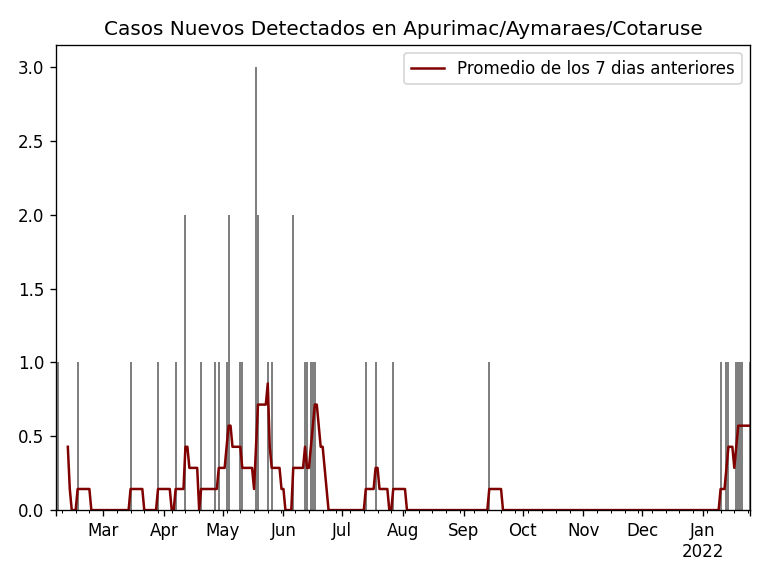 Casos Nuevos Detectados en Apurimac/Aymaraes/Cotaruse
Promedio de los 7 dias anteriores
3.0
2.5
2.0
1.5
1.0
0.5
0.0
Mar Apr May Jun Jul Aug Sep Oct Nov Dec Jan
2022